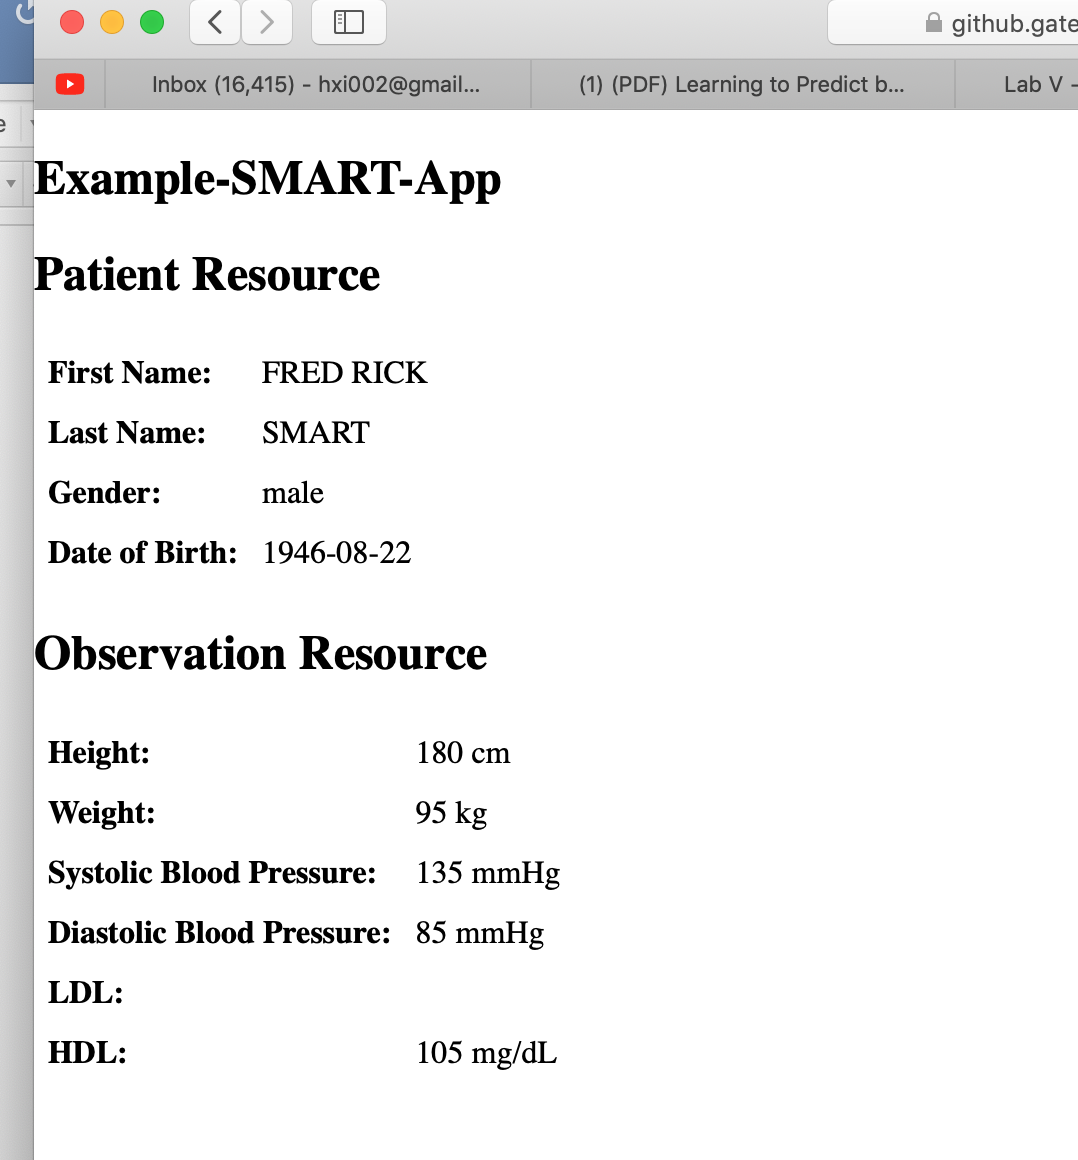 github.gate
Inbox (16,415) - hxi002@gmail...
(1) (PDF) Learning to Predict b...
Lab V -
e
Example-SMART-App
Patient Resource
First Name: FRED RICK
Last Name: SMART
Gender: male
Date of Birth: 1946-08-22
Observation Resource
Height: 180 cm
Weight: 95 kg
Systolic Blood Pressure: 135 mmHg
Diastolic Blood Pressure: 85 mmHg
LDL:
HDL: 105 mg/dL